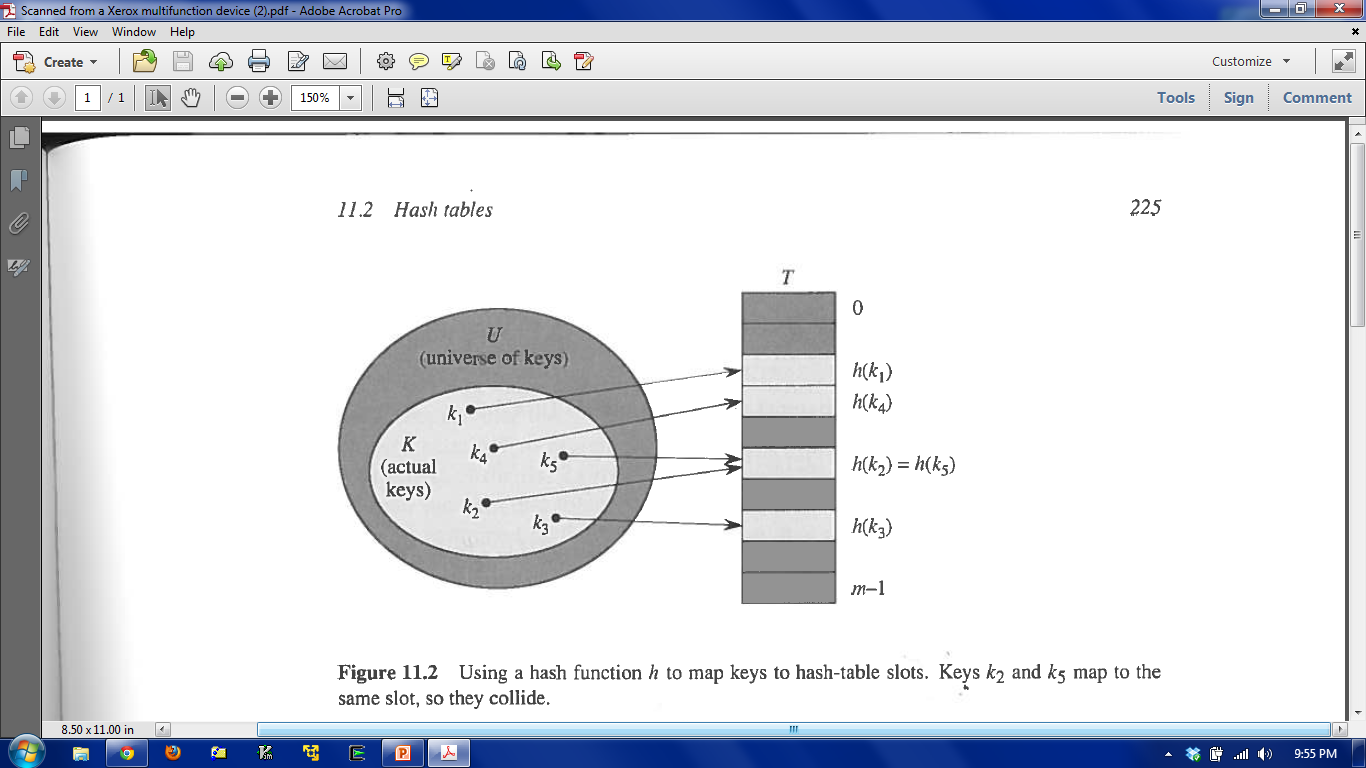 Scanned from a Xerox multifunction device (2).pdf - Adobe Acrobat Pro
File Edit View Window Help
Create
Customize
1 / 1
150%
Tools Sign Comment
11.2 Hash tables 225
T
0
U
(universe of keys)
h(k₁)
k₁
h(k₄)
K
(actual
keys)
k₄
k₅
h(k₂) = h(k₅)
k₂
k₃
h(k₃)
m–1
Figure 11.2 Using a hash function h to map keys to hash-table slots. Keys k₂ and k₅ map to the
same slot, so they collide.
8.50 x 11.00 in
9:55 PM